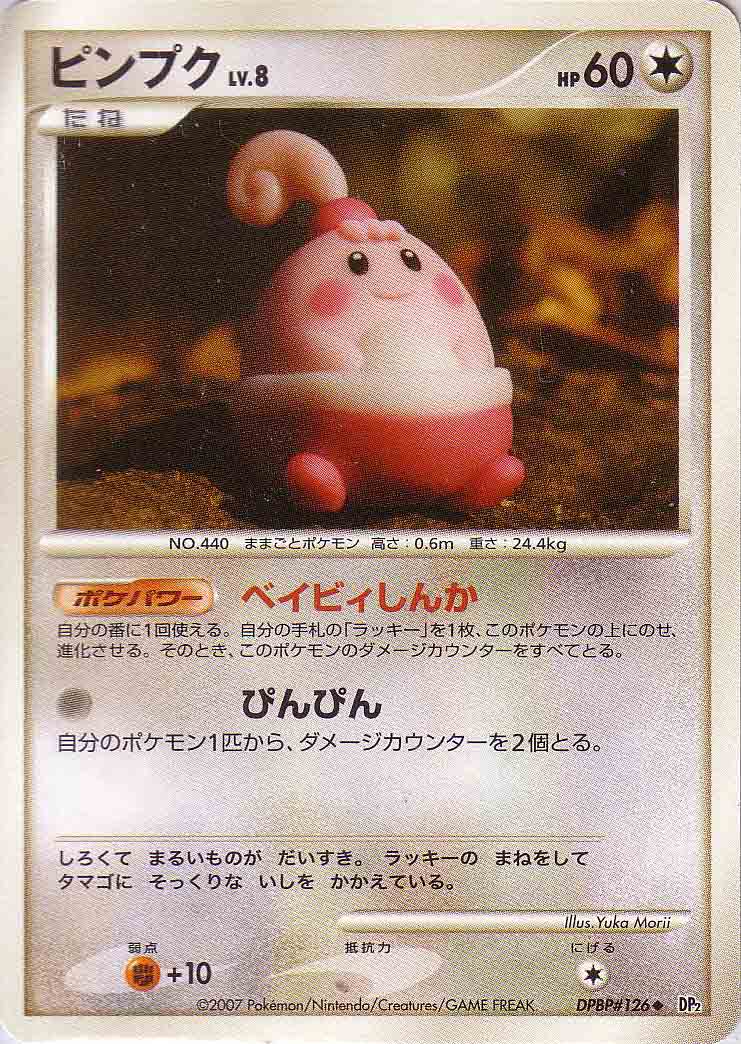 ピンプク LV.8 HP 60
たね
NO.440 ままごとポケモン 高さ:0.6m 重さ:24.4kg
ポケパワー ベイビィしんか
自分の番に1回使える。自分の手札の「ラッキー」を1枚、このポケモンの上にのせ、
進化させる。そのとき、このポケモンのダメージカウンターをすべてとる。
ぴんぴん
自分のポケモン1匹から、ダメージカウンターを2個とる。
しろくて まるいものが だいすき。 ラッキーの まねをして
タマゴに そっくりな いしを かかえている。
Illus.Yuka Morii
弱点 抵抗力 にげる
+10
©2007 Pokémon/Nintendo/Creatures/GAME FREAK. DPBP#126 DP2